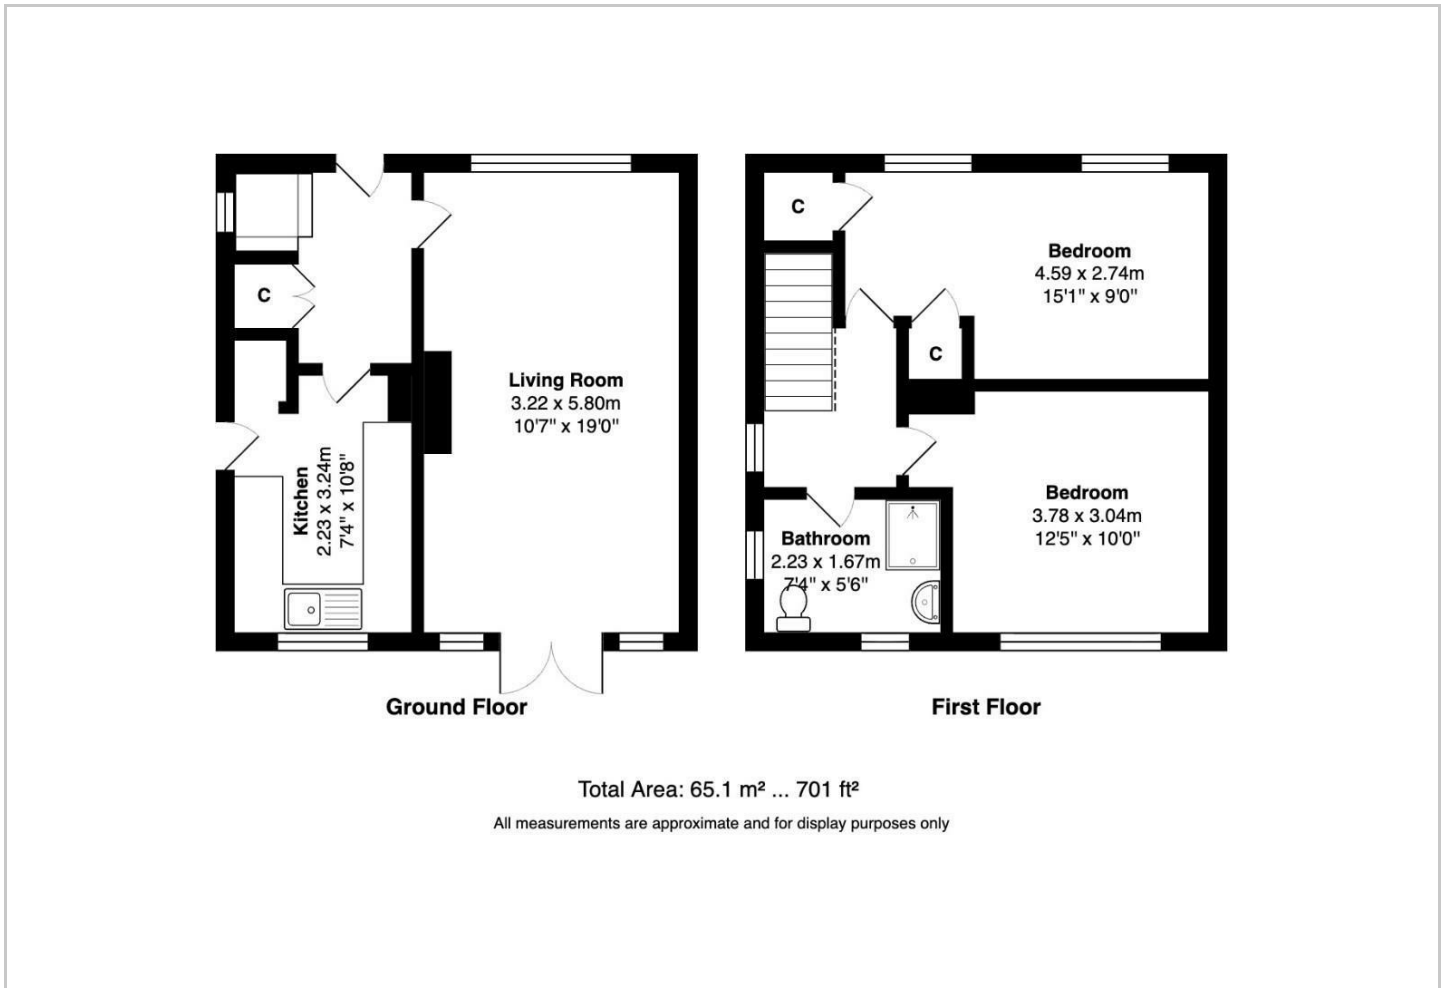 C
Living Room
3.22 x 5.80m
10'7" x 19'0"
Kitchen
2.23 x 3.24m
7'4" x 10'8"
Ground Floor
C
Bedroom
4.59 x 2.74m
15'1" x 9'0"
C
Bedroom
3.78 x 3.04m
12'5" x 10'0"
Bathroom
2.23 x 1.67m
7'4" x 5'6"
First Floor
Total Area: 65.1 m² ... 701 ft²
All measurements are approximate and for display purposes only